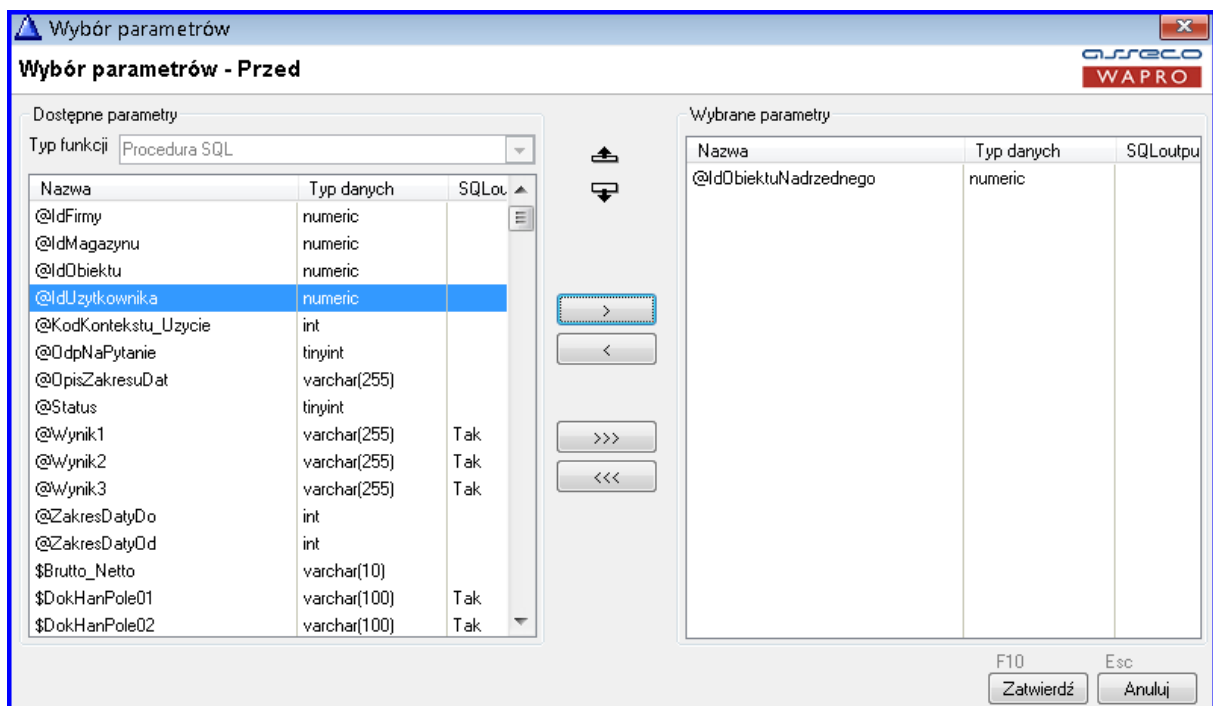 Wybór parametrów
Wybór parametrów - Przed
asseco
WAPRO
Dostępne parametry
Typ funkcji Procedura SQL
Nazwa Typ danych SQLou
@IdFirmy numeric
@IdMagazynu numeric
@IdObiektu numeric
@IdUzytkownika numeric
@KodKontekstu_Uzycie int
@OdpNaPytanie tinyint
@OpisZakresuDat varchar(255)
@Status tinyint
@Wynik1 varchar(255) Tak
@Wynik2 varchar(255) Tak
@Wynik3 varchar(255) Tak
@ZakresDatyDo int
@ZakresDatyOd int
$Brutto_Netto varchar(10)
$DokHanPole01 varchar(100) Tak
$DokHanPole02 varchar(100) Tak
>
<
>>>
<<<
Wybrane parametry
Nazwa Typ danych SQLoutpu
@IdObiektuNadrzednego numeric
F10 Esc
Zatwierdź Anuluj